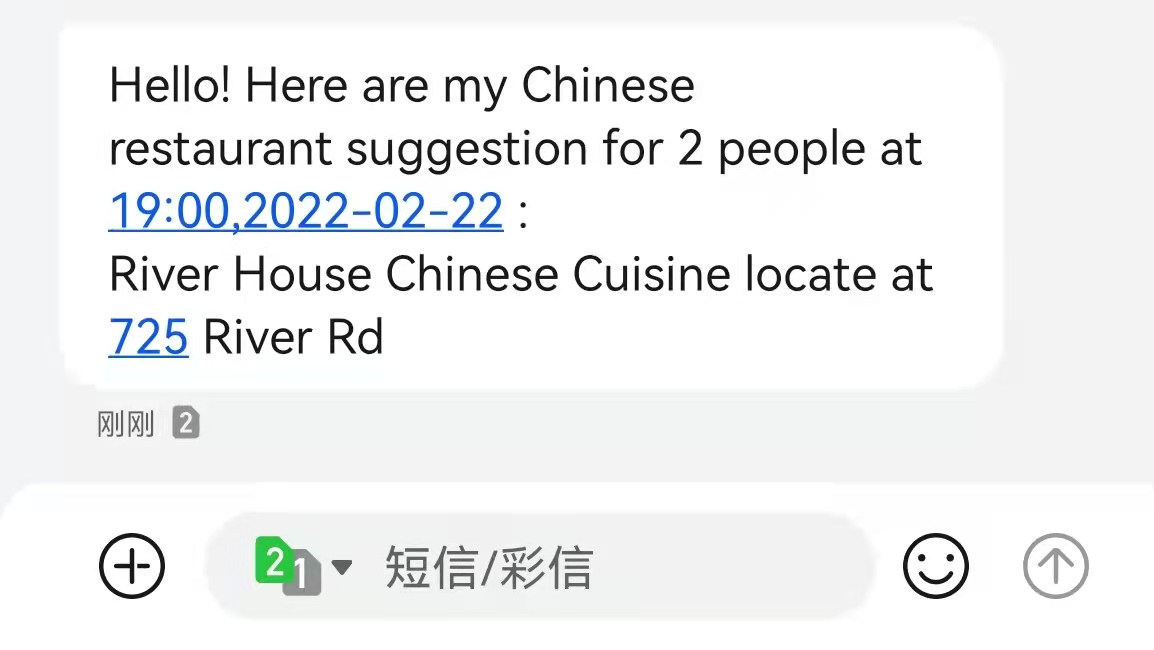 Hello! Here are my Chinese
restaurant suggestion for 2 people at
19:00,2022-02-22 :
River House Chinese Cuisine locate at
725 River Rd
刚刚 2
2 1 短信/彩信